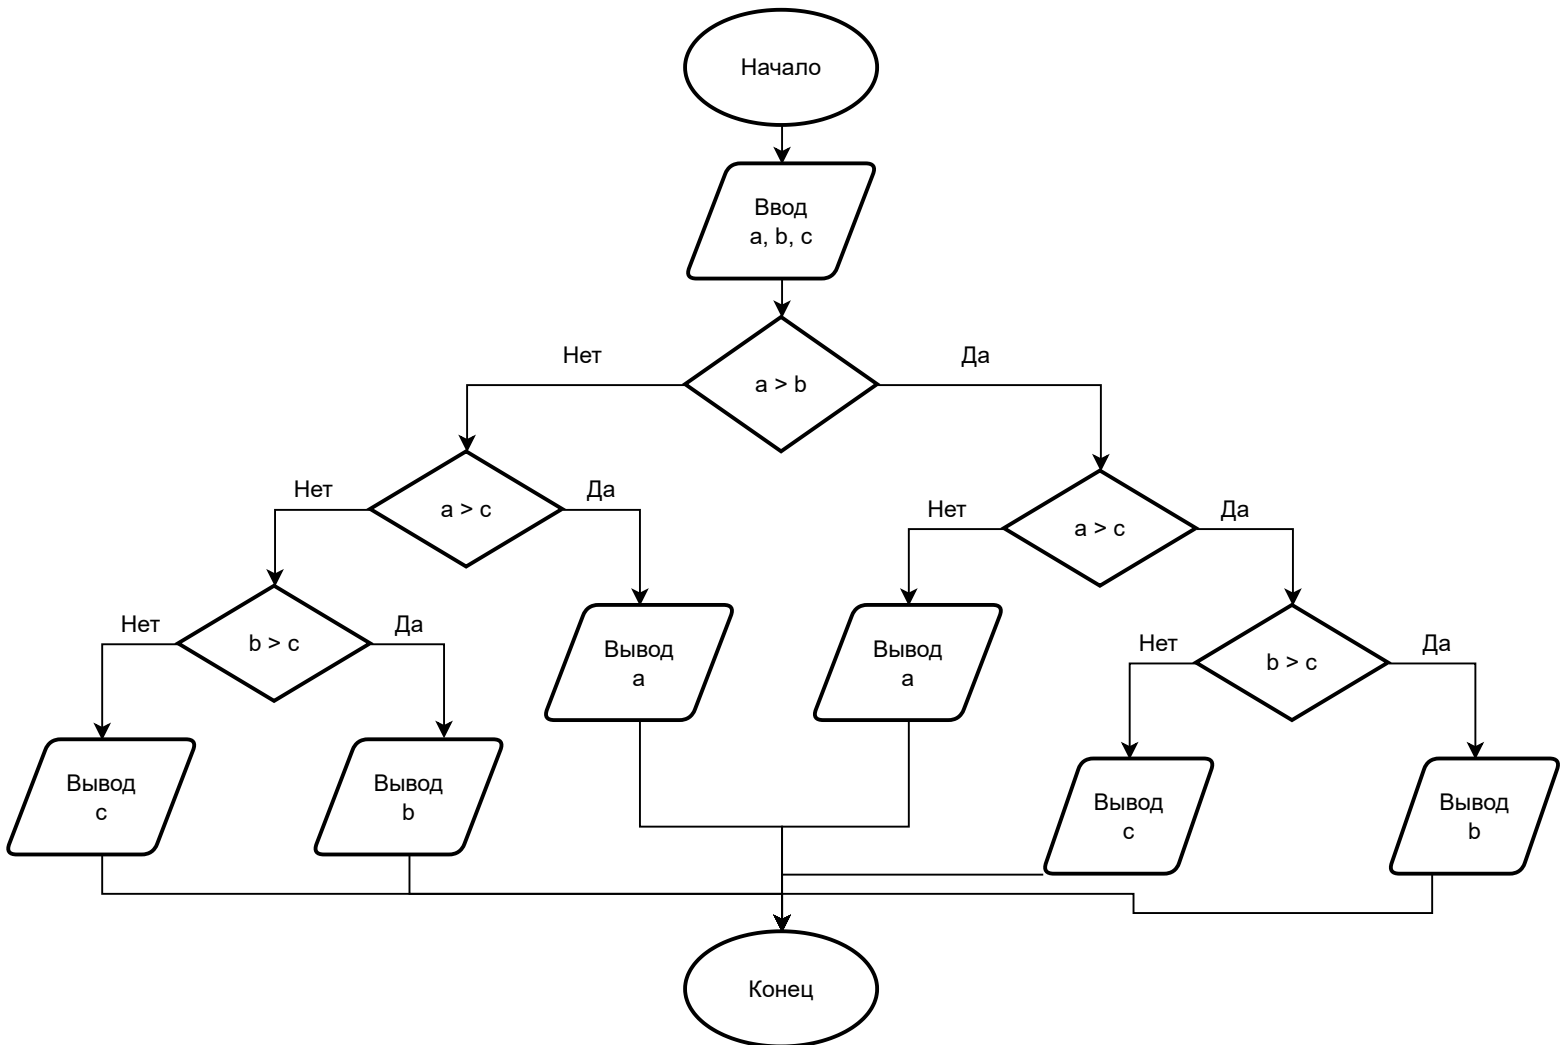 Начало
Ввод
a, b, c
Нет
Да
a > b
Нет
Да
a > c
Нет
Да
a > c
Нет
Да
b > c
Вывод
a
Вывод
a
Нет
Да
b > c
Вывод
c
Вывод
b
Вывод
c
Вывод
b
Конец